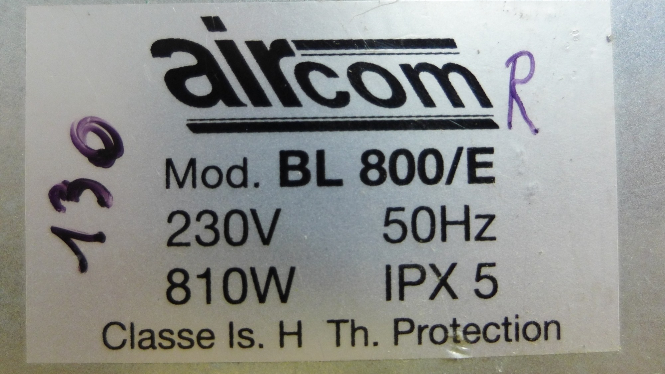 aircom
R
130
Mod. BL 800/E
230V 50Hz
810W IPX 5
Classe Is. H Th. Protection